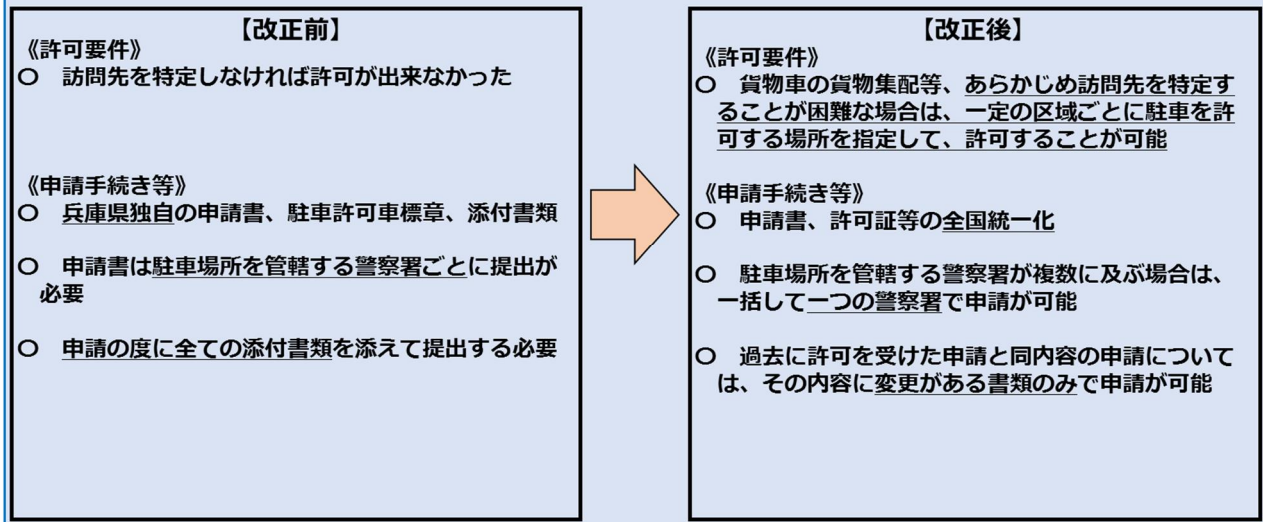 【改正前】
《許可要件》
○ 訪問先を特定しなければ許可が出来なかった
《申請手続き等》
○ 兵庫県独自の申請書、駐車許可車標章、添付書類
○ 申請書は駐車場所を管轄する警察署ごとに提出が
必要
○ 申請の度に全ての添付書類を添えて提出する必要
【改正後】
《許可要件》
○ 貨物車の貨物集配等、あらかじめ訪問先を特定す
ることが困難な場合は、一定の区域ごとに駐車を許
可する場所を指定して、許可することが可能
《申請手続き等》
○ 申請書、許可証等の全国統一化
○ 駐車場所を管轄する警察署が複数に及ぶ場合は、
一括して一つの警察署で申請が可能
○ 過去に許可を受けた申請と同内容の申請について
は、その内容に変更がある書類のみで申請が可能